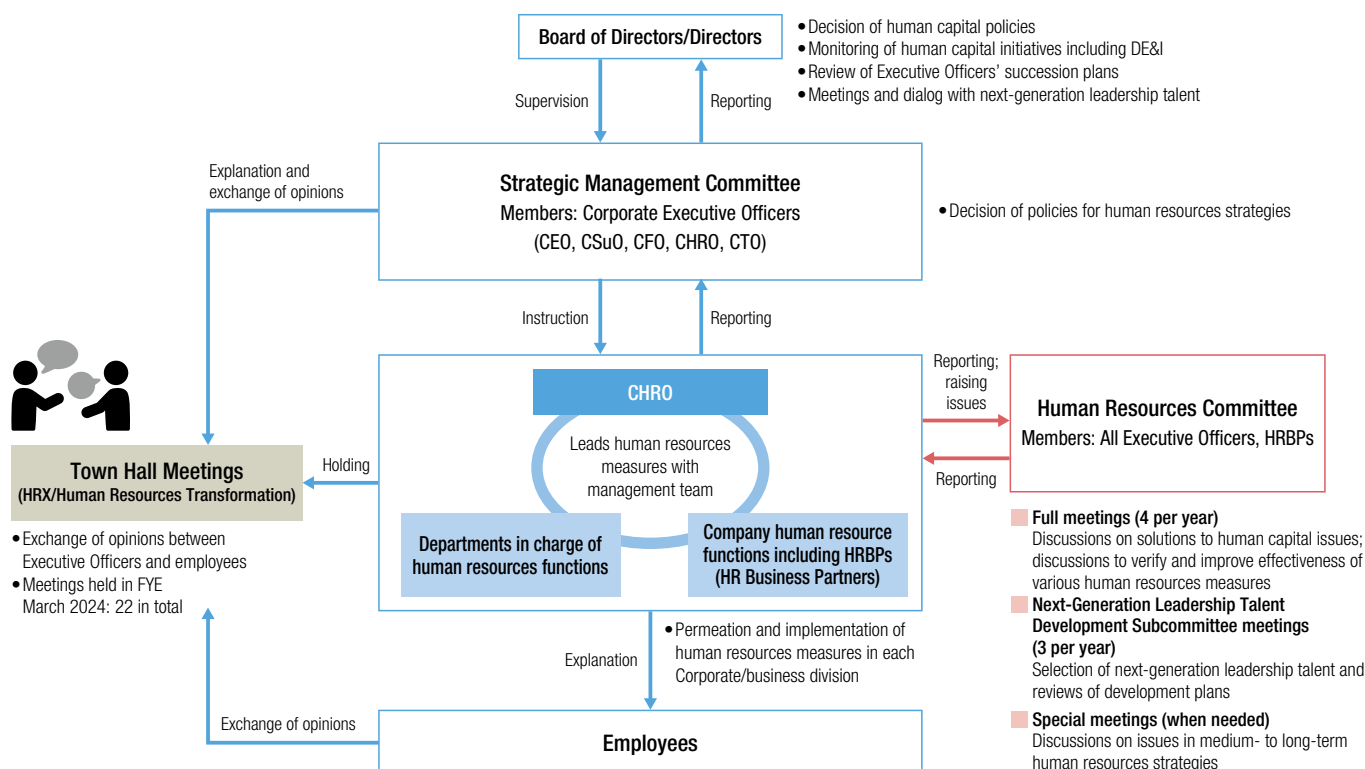 Board of Directors/Directors
• Decision of human capital policies
• Monitoring of human capital initiatives including DE&I
• Review of Executive Officers' succession plans
• Meetings and dialog with next-generation leadership talent
Supervision
Reporting
Explanation and
exchange of opinions
Strategic Management Committee
Members: Corporate Executive Officers
(CEO, CSuO, CFO, CHRO, CTO)
• Decision of policies for human resources strategies
Instruction
Reporting
CHRO
Leads human resources
measures with
management team
Departments in charge of
human resources functions
Company human resource
functions including HRBPs
(HR Business Partners)
Reporting;
raising
issues
Reporting
Human Resources Committee
Members: All Executive Officers, HRBPs
Holding
Town Hall Meetings
(HRX/Human Resources Transformation)
• Exchange of opinions between
Executive Officers and employees
• Meetings held in FYE
March 2024: 22 in total
Full meetings (4 per year)
Discussions on solutions to human capital issues;
discussions to verify and improve effectiveness of
various human resources measures
Next-Generation Leadership Talent
Development Subcommittee meetings
(3 per year)
Selection of next-generation leadership talent and
reviews of development plans
Special meetings (when needed)
Discussions on issues in medium- to long-term
human resources strategies
Explanation
• Permeation and implementation of
human resources measures in each
Corporate/business division
Exchange of opinions
Employees